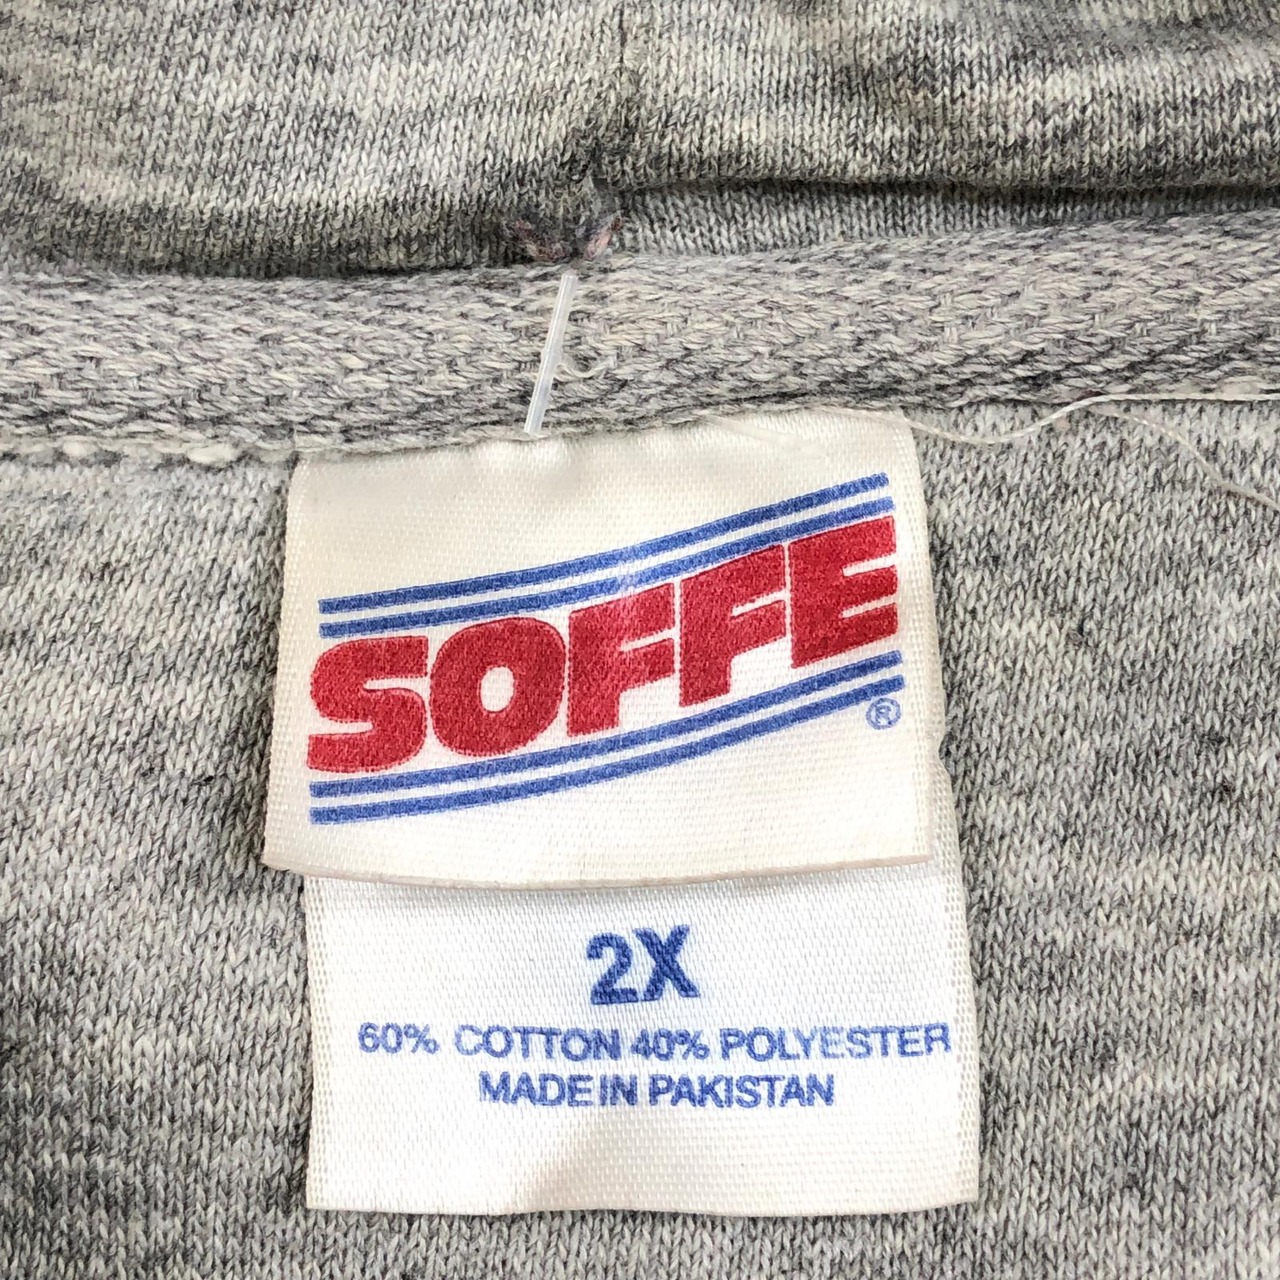 SOFFE
®
2X
60% COTTON 40% POLYESTER
MADE IN PAKISTAN